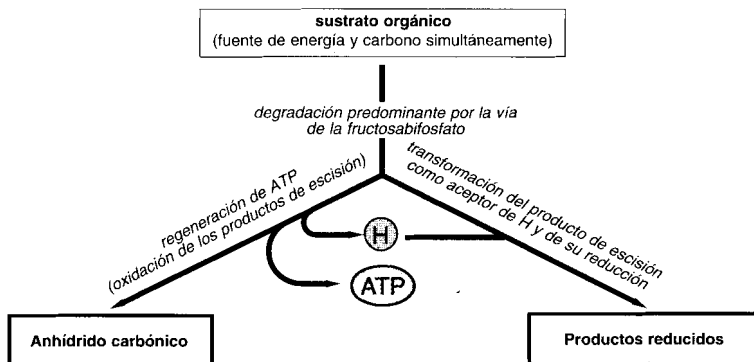 sustrato orgánico
(fuente de energía y carbono simultáneamente)
degradación predominante por la vía
de la fructosabifosfato
regeneración de ATP
(oxidación de los productos de escisión)
transformación del producto de escisión
como aceptor de H y de su reducción
H
ATP
Anhídrido carbónico
Productos reducidos